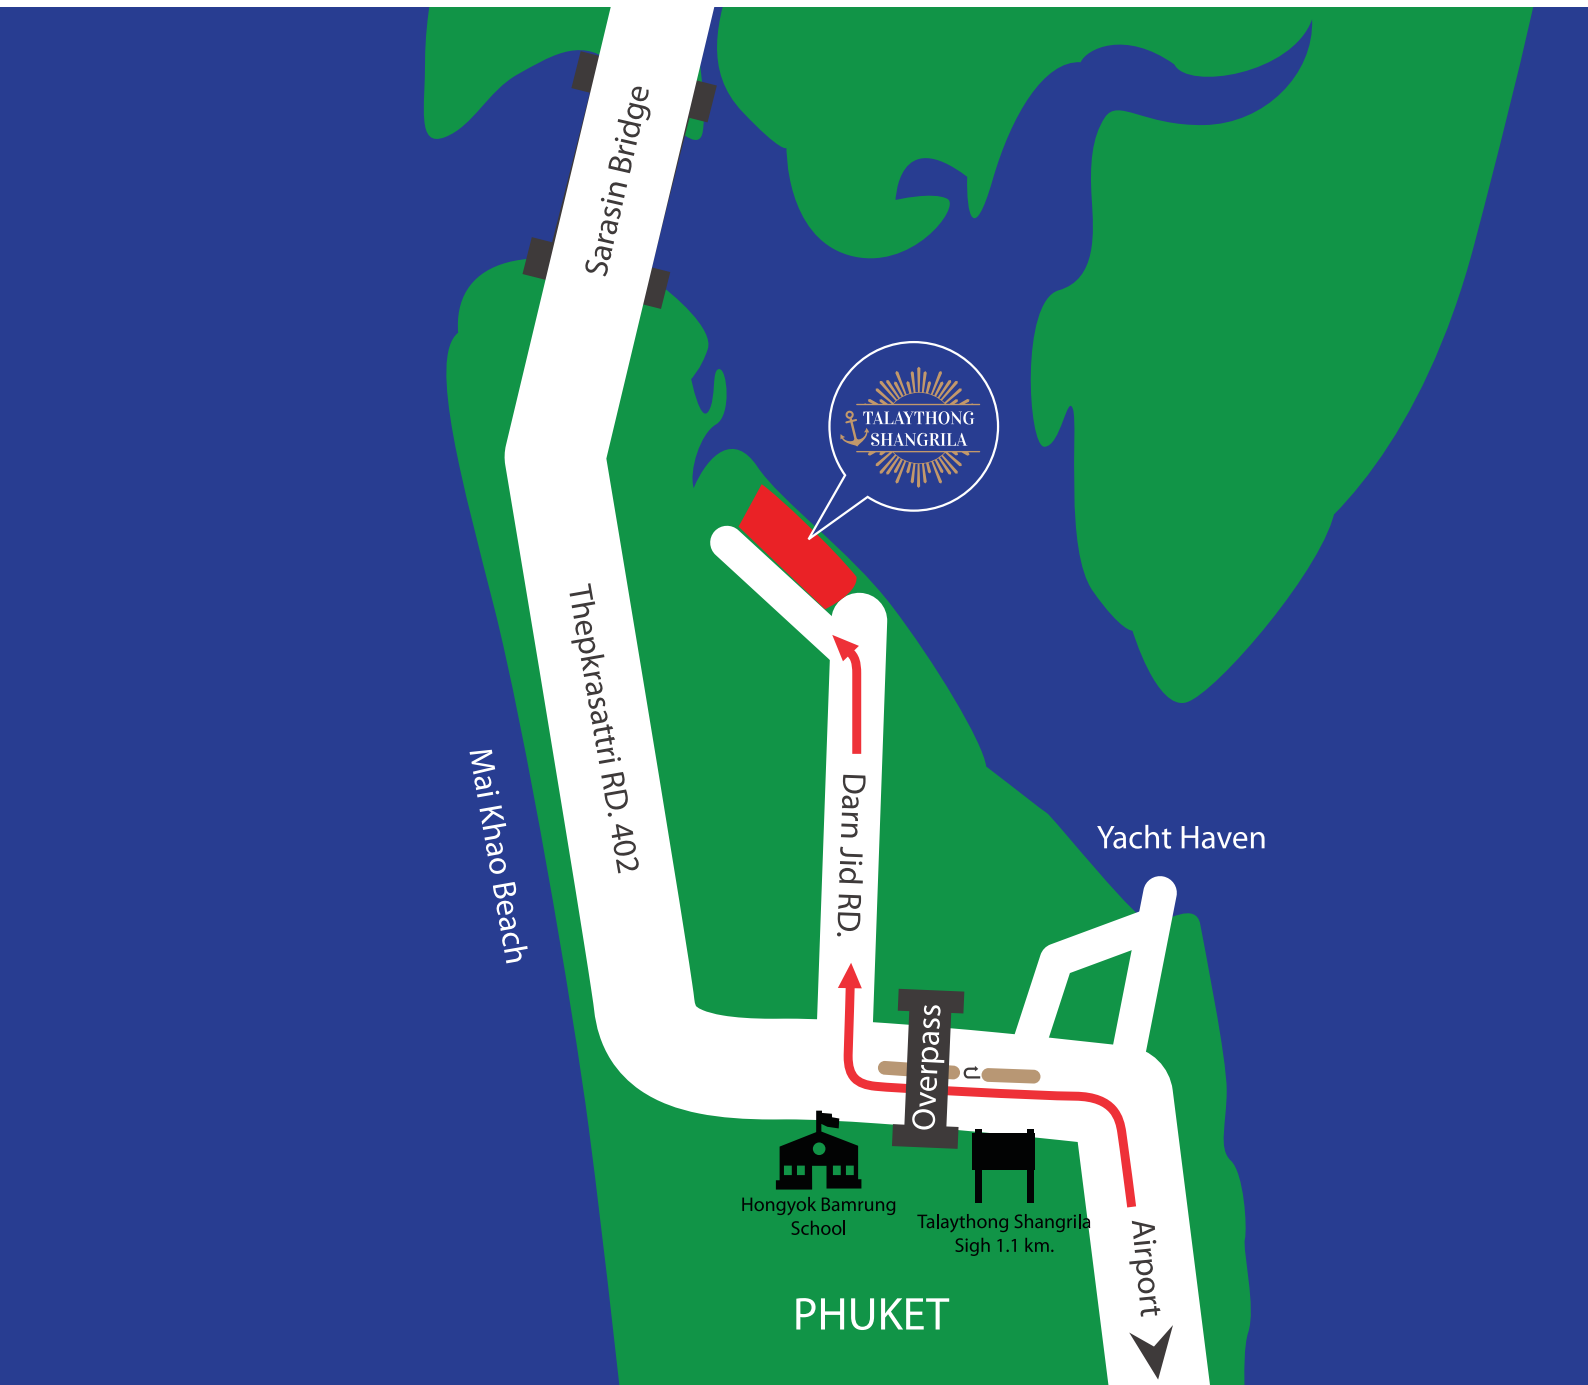 Sarasin Bridge
TALAYTHONG
SHANGRILA
Thepkrasattri RD. 402
Mai Khao Beach
Darn Jid RD.
Yacht Haven
Overpass
Hongyok Bamrung
School
Talaythong Shangrila
Sigh 1.1 km.
Airport
PHUKET